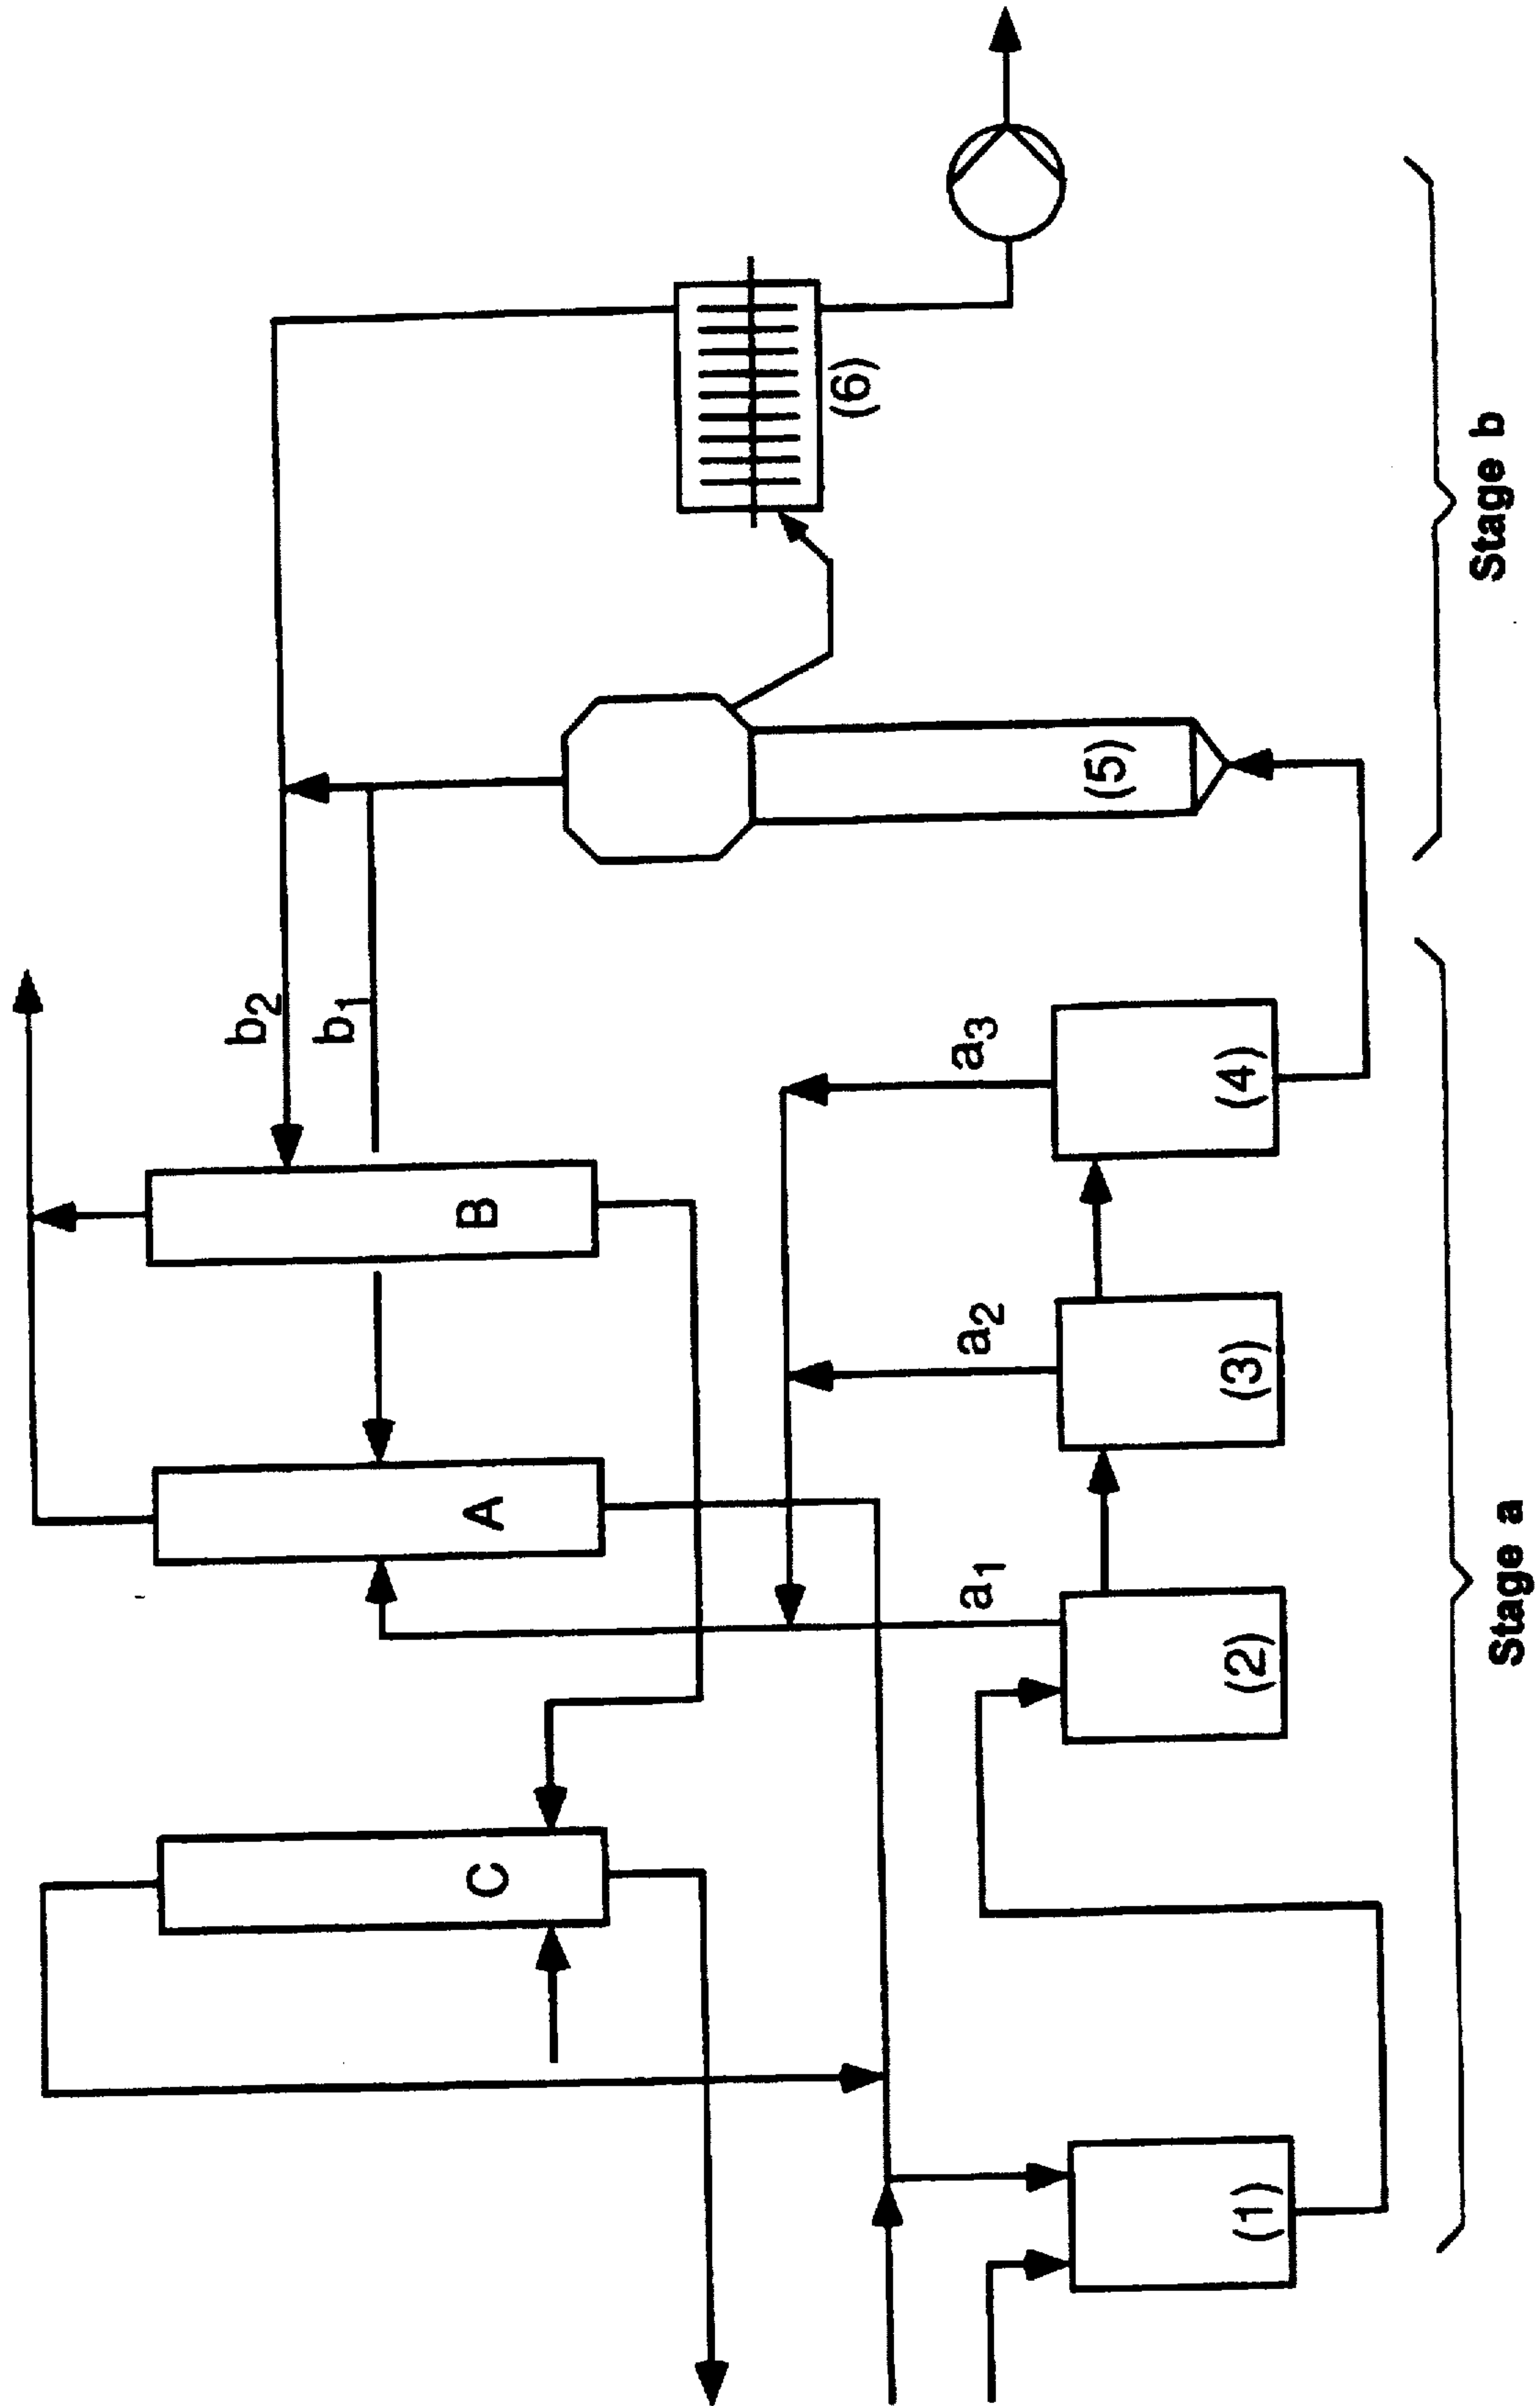 C
A
B
b2
b1
a1
a2
a3
(1)
(2)
(3)
(4)
(5)
(6)
Stage a
Stage b